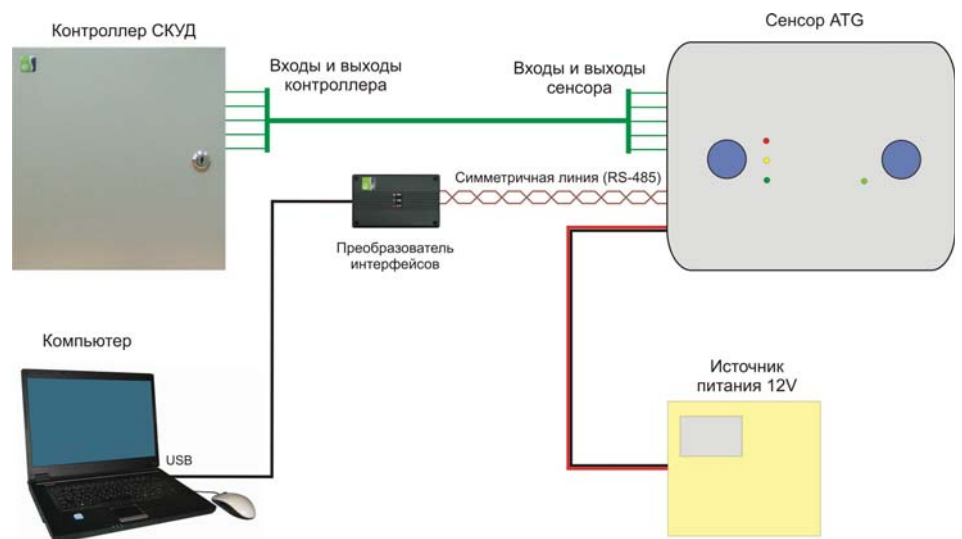 Контроллер СКУД
Сенсор ATG
Входы и выходы
контроллера
Входы и выходы
сенсора
Симметричная линия (RS-485)
Преобразователь
интерфейсов
Компьютер
USB
Источник
питания 12V